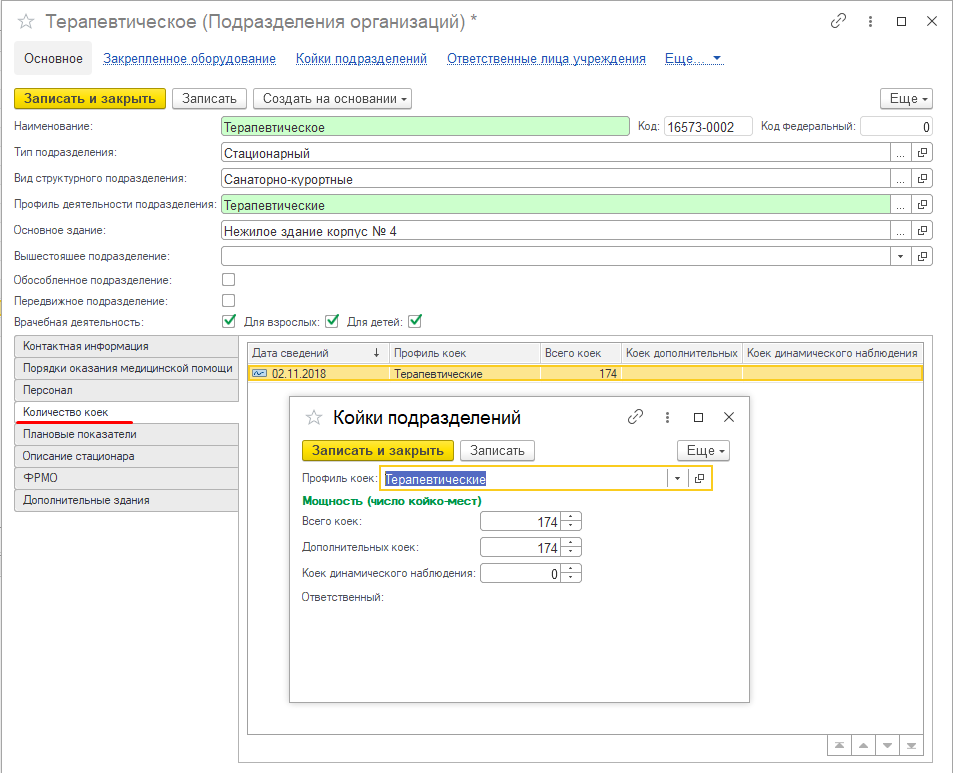 Терапевтическое (Подразделения организаций) *
Основное Закрепленное оборудование Койки подразделений Ответственные лица учреждения Еще...
Записать и закрыть Записать Создать на основании Еще
Наименование: Терапевтическое Код: 16573-0002 Код федеральный: 0
Тип подразделения: Стационарный ...
Вид структурного подразделения: Санаторно-курортные ...
Профиль деятельности подразделения: Терапевтические ...
Основное здание: Нежилое здание корпус № 4 ...
Вышестоящее подразделение:
Обособленное подразделение:
Передвижное подразделение:
Врачебная деятельность: Для взрослых: Для детей:
Контактная информация
Порядки оказания медицинской помощи
Персонал
Количество коек
Плановые показатели
Описание стационара
ФРМО
Дополнительные здания
Дата сведений ↓ Профиль коек Всего коек Коек дополнительных Коек динамического наблюдения
02.11.2018 Терапевтические 174
Койки подразделений
Записать и закрыть Записать Еще
Профиль коек: Терапевтические
Мощность (число койко-мест)
Всего коек: 174
Дополнительных коек: 174
Коек динамического наблюдения: 0
Ответственный: